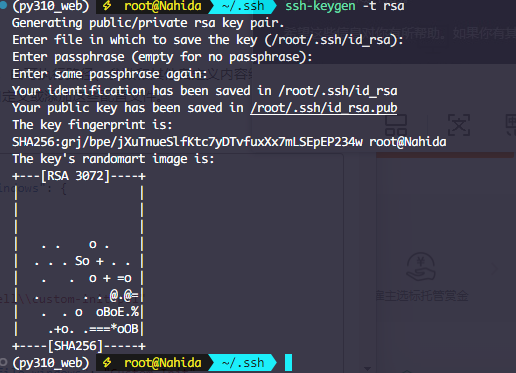 (py310_web) ⚡ root@Nahida ~/.ssh ssh-keygen -t rsa
Generating public/private rsa key pair.
Enter file in which to save the key (/root/.ssh/id_rsa):
Enter passphrase (empty for no passphrase):
Enter same passphrase again:
Your identification has been saved in /root/.ssh/id_rsa
Your public key has been saved in /root/.ssh/id_rsa.pub
The key fingerprint is:
SHA256:grj/bpe/jXuTnueSlfKtc7yDTvfuxXx7mLSEpEP234w root@Nahida
The key's randomart image is:
+---[RSA 3072]----+
|                 |
|                 |
|                 |
|   . .    o .    |
|  . . . So + . . |
|   .  .  o + =o  |
|  .     . . @.@= |
|   . . o  oBoE.% |
|    .+o. .===*oOB|
+----[SHA256]-----+
(py310_web) ⚡ root@Nahida ~/.ssh